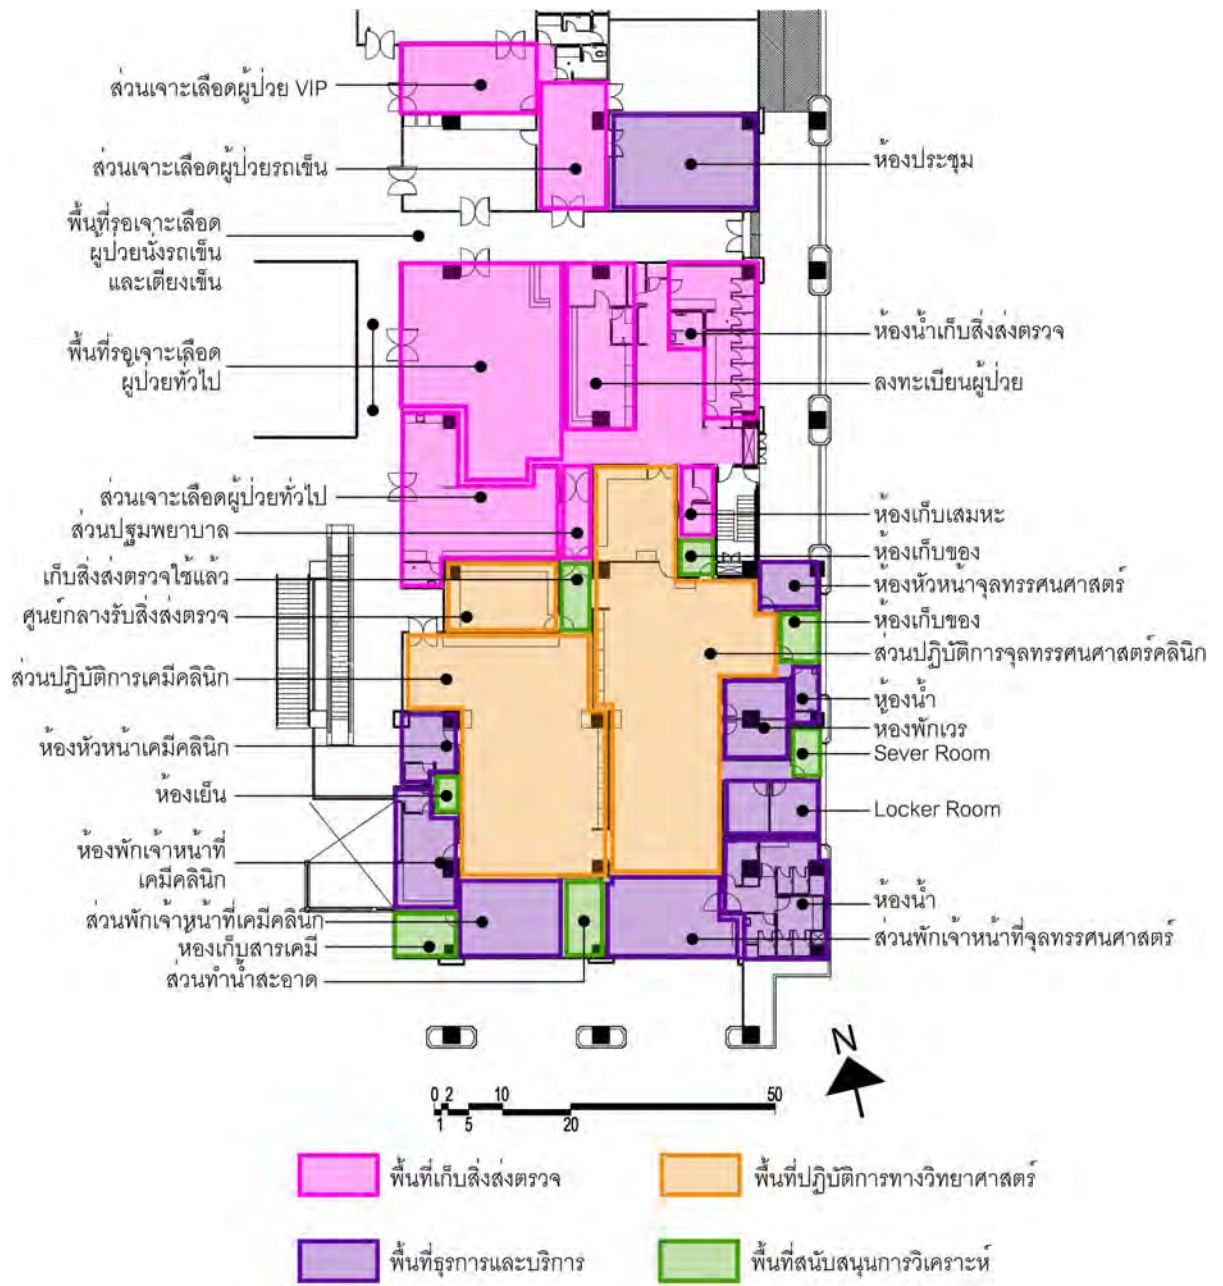 ส่วนเจาะเลือดผู้ป่วย VIP
ส่วนเจาะเลือดผู้ป่วยรถเข็น
พื้นที่รอเจาะเลือด
ผู้ป่วยนั่งรถเข็น
และเตียงเข็น
พื้นที่รอเจาะเลือด
ผู้ป่วยทั่วไป
ส่วนเจาะเลือดผู้ป่วยทั่วไป
ส่วนปฐมพยาบาล
เก็บสิ่งส่งตรวจใช้แล้ว
ศูนย์กลางรับสิ่งส่งตรวจ
ส่วนปฏิบัติการเคมีคลินิก
ห้องหัวหน้าเคมีคลินิก
ห้องเย็น
ห้องพักเจ้าหน้าที่
เคมีคลินิก
ส่วนพักเจ้าหน้าที่เคมีคลินิก
ห้องเก็บสารเคมี
ส่วนทำน้ำสะอาด
ห้องประชุม
ห้องน้ำเก็บสิ่งส่งตรวจ
ลงทะเบียนผู้ป่วย
ห้องเก็บเสมหะ
ห้องเก็บของ
ห้องหัวหน้าจุลทรรศนศาสตร์
ห้องเก็บของ
ส่วนปฏิบัติการจุลทรรศนศาสตร์คลินิก
ห้องน้ำ
ห้องพักเวร
Sever Room
Locker Room
ห้องน้ำ
ส่วนพักเจ้าหน้าที่จุลทรรศนศาสตร์
N
0 2 10 50
1 5 20
พื้นที่เก็บสิ่งส่งตรวจ
พื้นที่ปฏิบัติการทางวิทยาศาสตร์
พื้นที่ธุรการและบริการ
พื้นที่สนับสนุนการวิเคราะห์